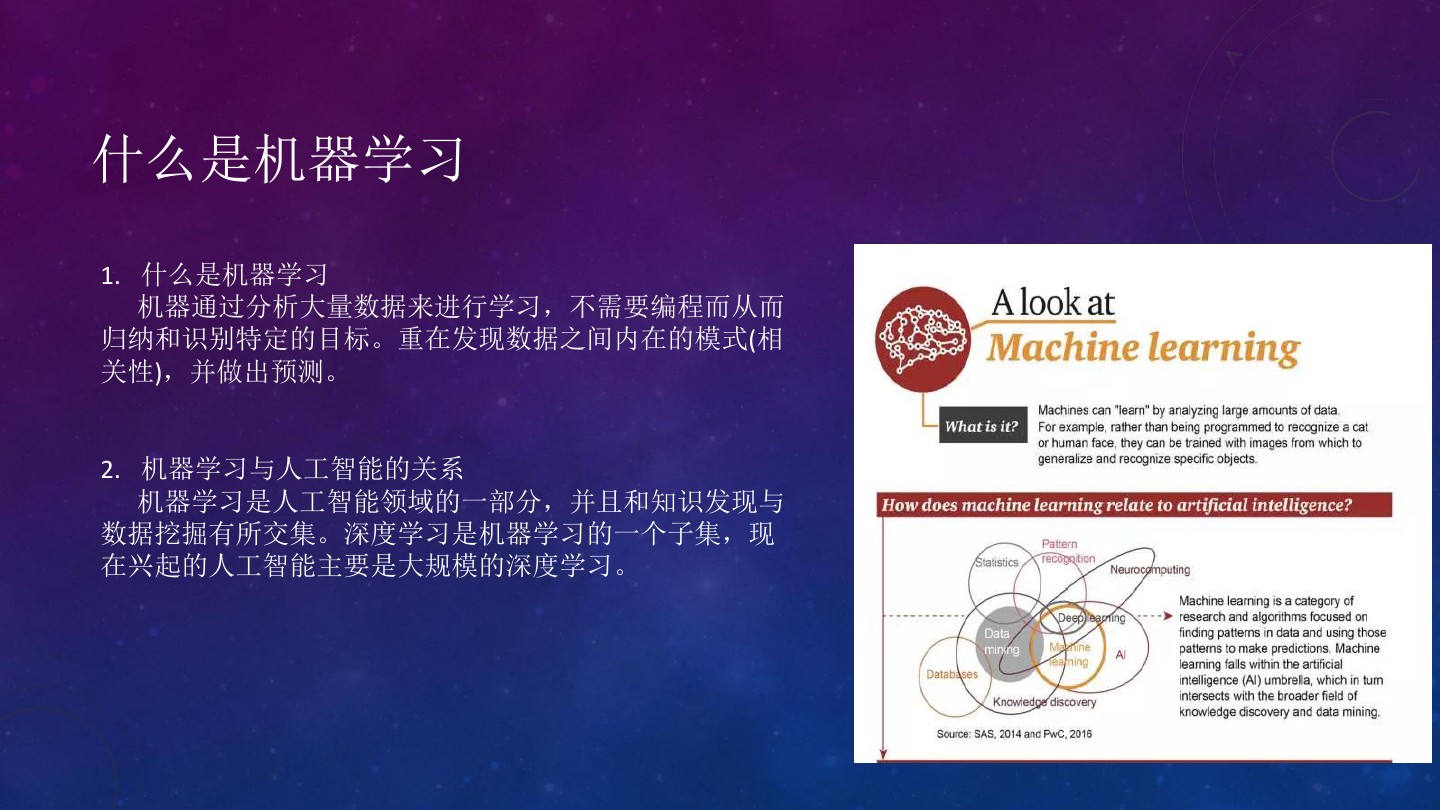 什么是机器学习
1. 什么是机器学习
机器通过分析大量数据来进行学习，不需要编程而从而
归纳和识别特定的目标。重在发现数据之间内在的模式(相
关性)，并做出预测。
2. 机器学习与人工智能的关系
机器学习是人工智能领域的一部分，并且和知识发现与
数据挖掘有所交集。深度学习是机器学习的一个子集，现
在兴起的人工智能主要是大规模的深度学习。
A look at
Machine learning
What is it?
Machines can "learn" by analyzing large amounts of data.
For example, rather than being programmed to recognize a cat
or human face, they can be trained with images from which to
generalize and recognize specific objects.
How does machine learning relate to artificial intelligence?
Statistics
Pattern
recognition
Neurocomputing
Deep learning
Data
mining
Machine
learning
AI
Databases
Knowledge discovery
Machine learning is a category of
research and algorithms focused on
finding patterns in data and using those
patterns to make predictions. Machine
learning falls within the artificial
intelligence (AI) umbrella, which in turn
intersects with the broader field of
knowledge discovery and data mining.
Source: SAS, 2014 and PwC, 2016